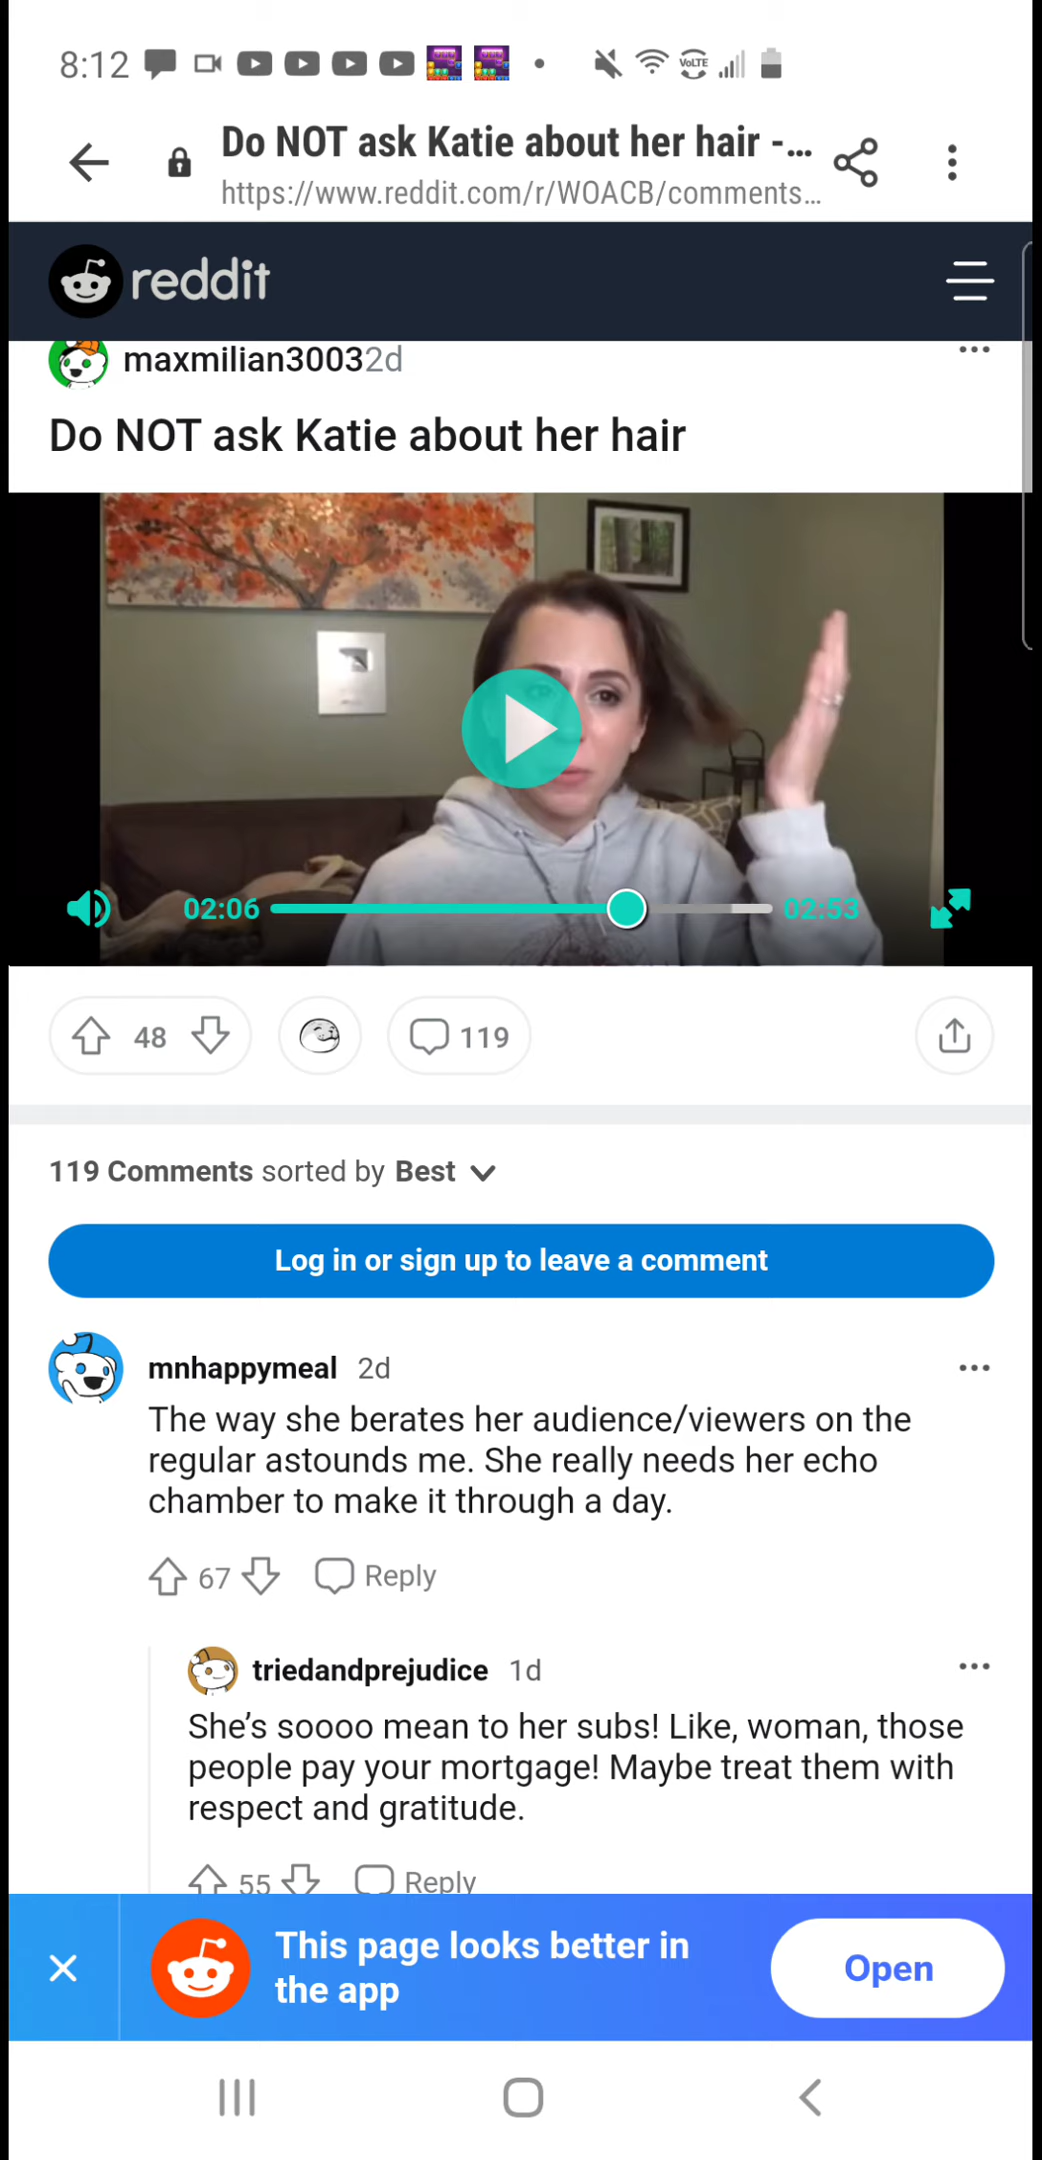 8:12
VoLTE
Do NOT ask Katie about her hair -...
https://www.reddit.com/r/WOACB/comments...
reddit
maxmilian30032d
Do NOT ask Katie about her hair
02:06
02:53
48
119
119 Comments sorted by Best
Log in or sign up to leave a comment
mnhappymeal 2d
The way she berates her audience/viewers on the
regular astounds me. She really needs her echo
chamber to make it through a day.
67 Reply
triedandprejudice 1d
She's soooo mean to her subs! Like, woman, those
people pay your mortgage! Maybe treat them with
respect and gratitude.
55 Reply
This page looks better in
the app
Open